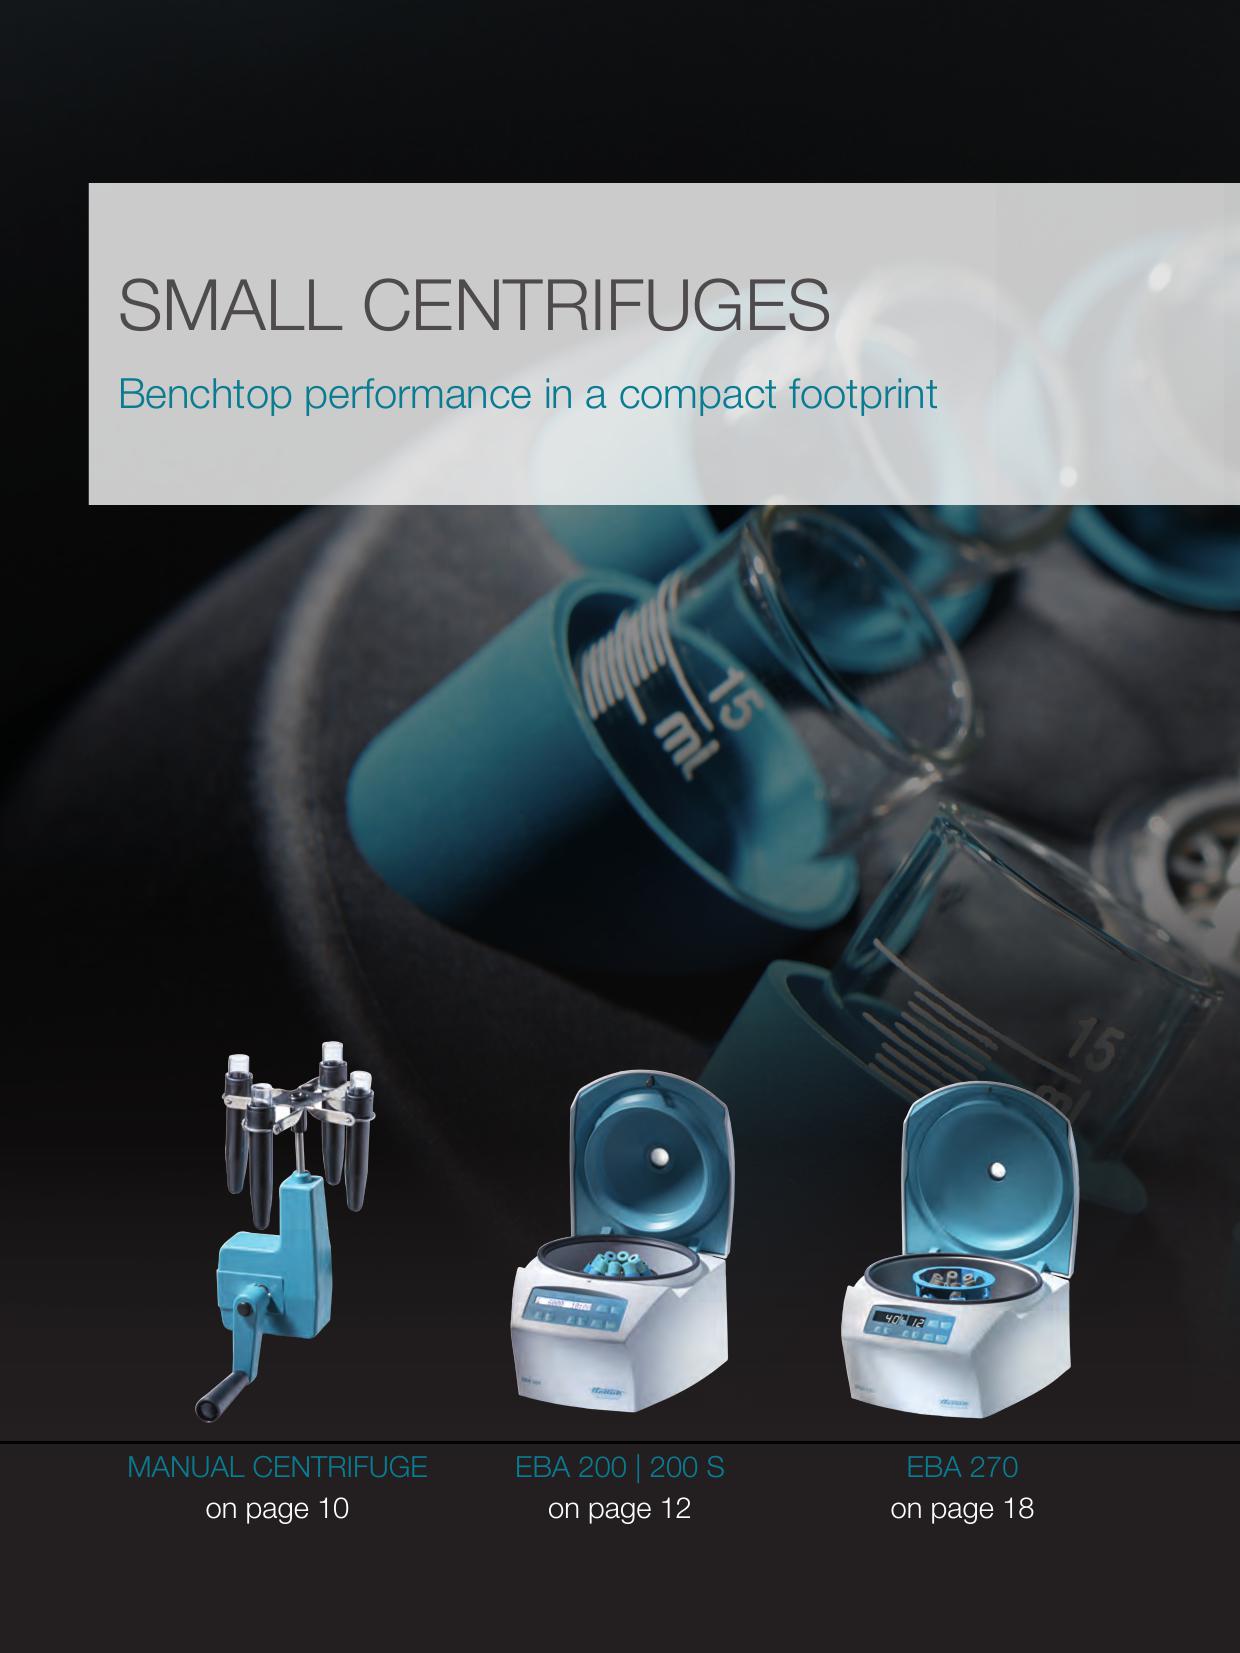 SMALL CENTRIFUGES
Benchtop performance in a compact footprint
15
mL
15
MANUAL CENTRIFUGE
on page 10
EBA 200 | 200 S
on page 12
EBA 270
on page 18